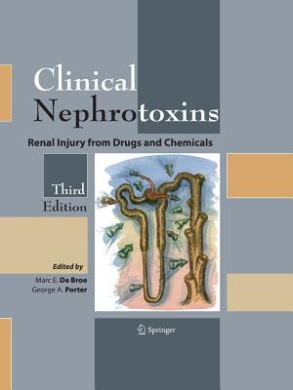 Clinical
Nephrotoxins
Renal Injury from Drugs and Chemicals
Third
Edition
Edited by
Marc E. De Broe
George A. Porter
Springer